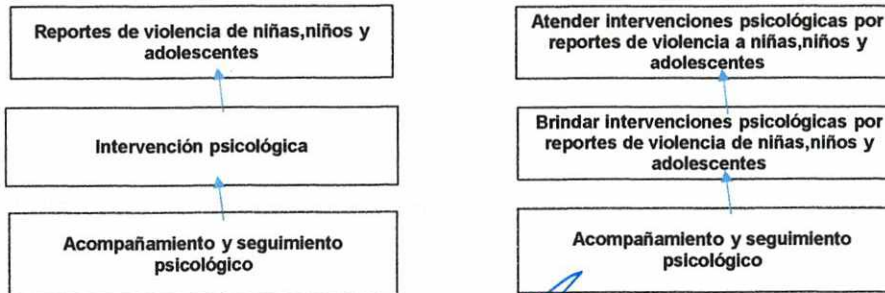 Reportes de violencia de niñas,niños y
adolescentes
Intervención psicológica
Acompañamiento y seguimiento
psicológico
Atender intervenciones psicológicas por
reportes de violencia a niñas,niños y
adolescentes
Brindar intervenciones psicológicas por
reportes de violencia de niñas,niños y
adolescentes
Acompañamiento y seguimiento
psicológico